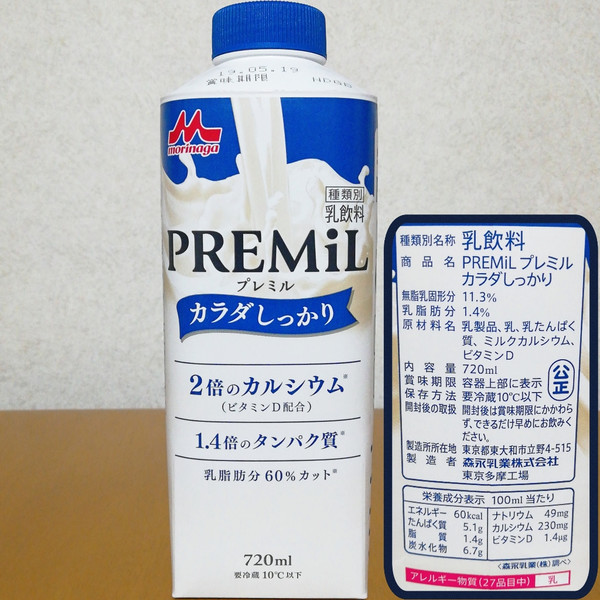 19.05.19
賞味期限
morinaga
種類別
乳飲料
PREMiL
プレミル
カラダしっかり
2倍のカルシウム※
(ビタミンD配合)
1.4倍のタンパク質※
乳脂肪分60%カット※
720ml
要冷蔵10℃以下
種類別名称 乳飲料
商品名 PREMiL プレミル
カラダしっかり
無脂乳固形分 11.3%
乳脂肪分 1.4%
原材料名 乳製品、乳、乳たんぱく
質、ミルクカルシウム、
ビタミンD
内容量 720ml
賞味期限 容器上部に表示
保存方法 要冷蔵10℃以下
公正
開封後の取扱 開封後は賞味期限にかかわら
ず、できるだけ早めにお飲み
ください。
製造所所在地 東京都東大和市立野4-515
製造者 森永乳業株式会社
東京多摩工場
栄養成分表示 100ml当たり
エネルギー 60kcal ナトリウム 49mg
たんぱく質 5.1g カルシウム 230mg
脂質 1.4g ビタミンD 1.4μg
炭水化物 6.7g
<森永乳業(株)調べ>
アレルギー物質(27品目中) 乳